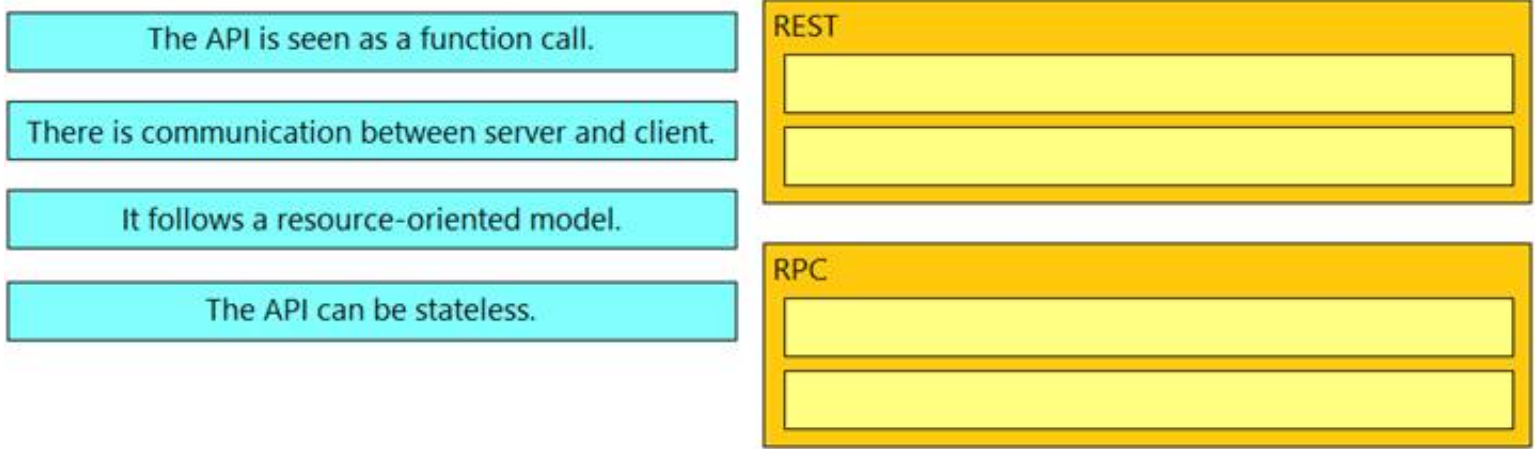 The API is seen as a function call.
There is communication between server and client.
It follows a resource-oriented model.
The API can be stateless.
REST
RPC